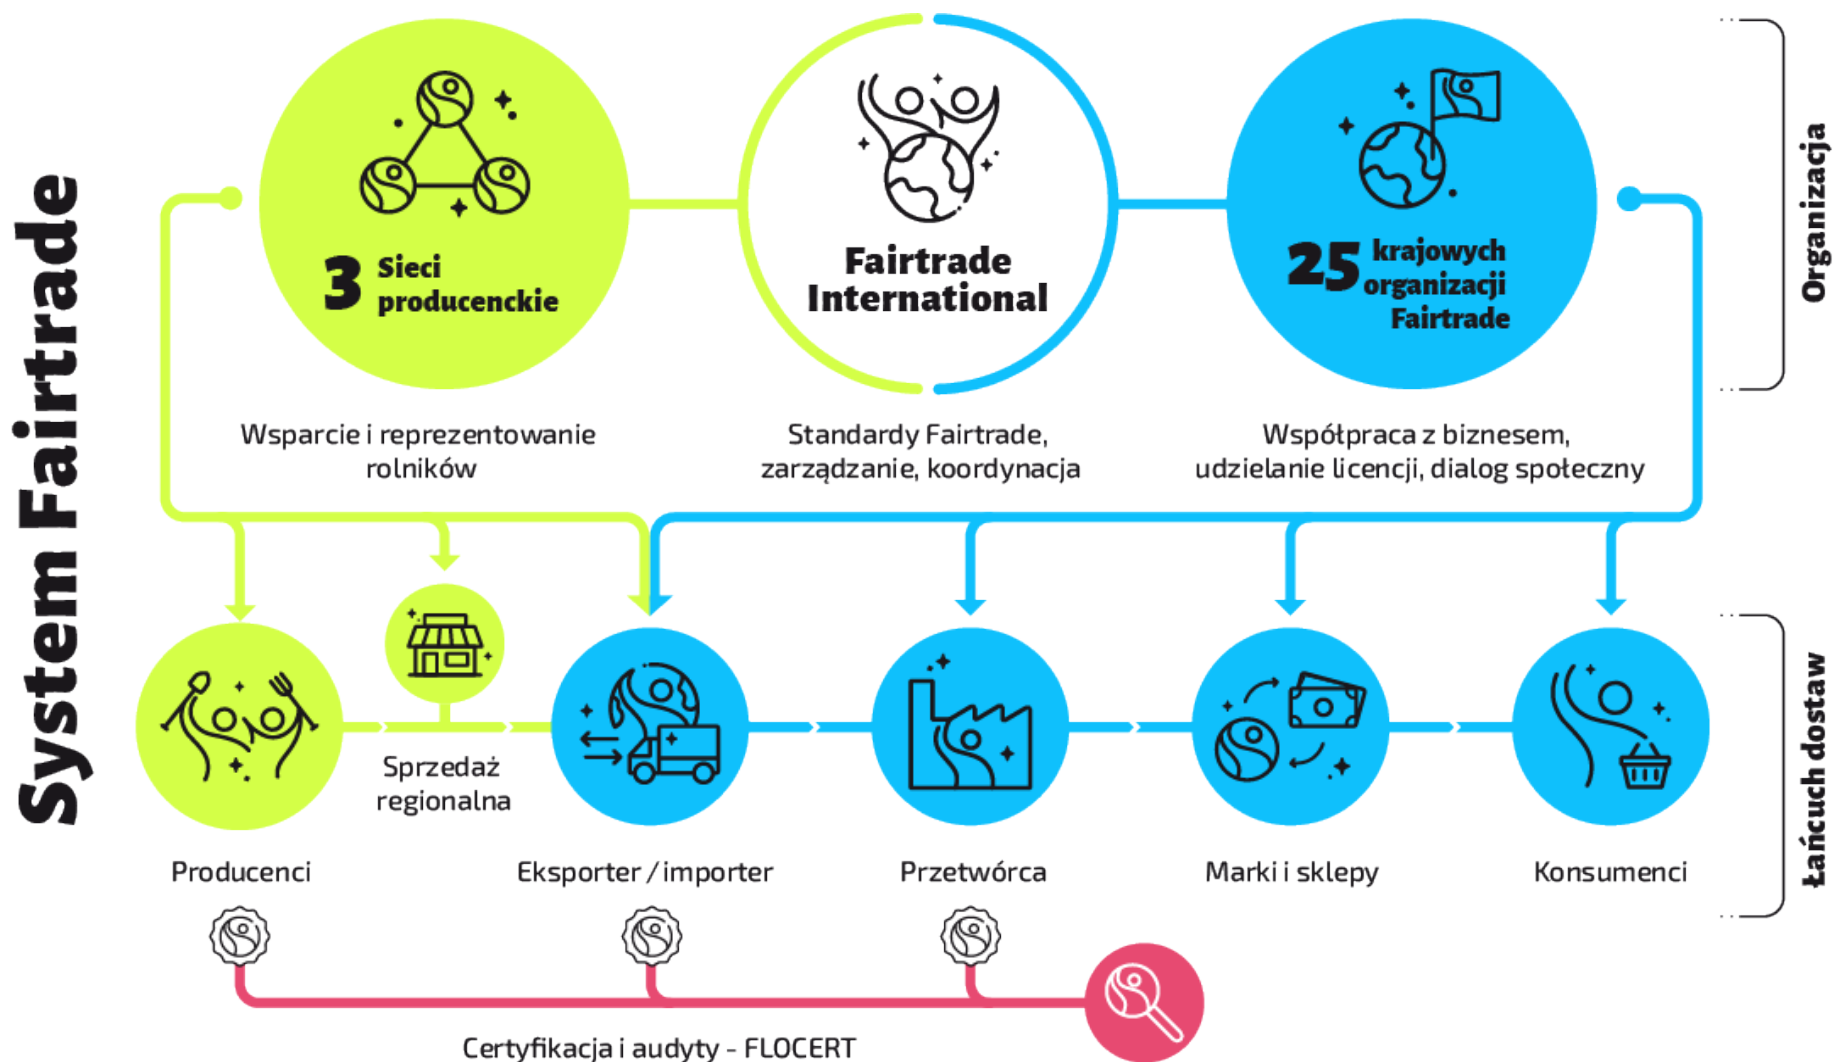 System Fairtrade
3 Sieci
producenckie
Fairtrade
International
25 krajowych
organizacji
Fairtrade
Organizacja
Wsparcie i reprezentowanie
rolników
Standardy Fairtrade,
zarządzanie, koordynacja
Współpraca z biznesem,
udzielanie licencji, dialog społeczny
Sprzedaż
regionalna
Łańcuch dostaw
Producenci
Eksporter / importer
Przetwórca
Marki i sklepy
Konsumenci
Certyfikacja i audyty - FLOCERT